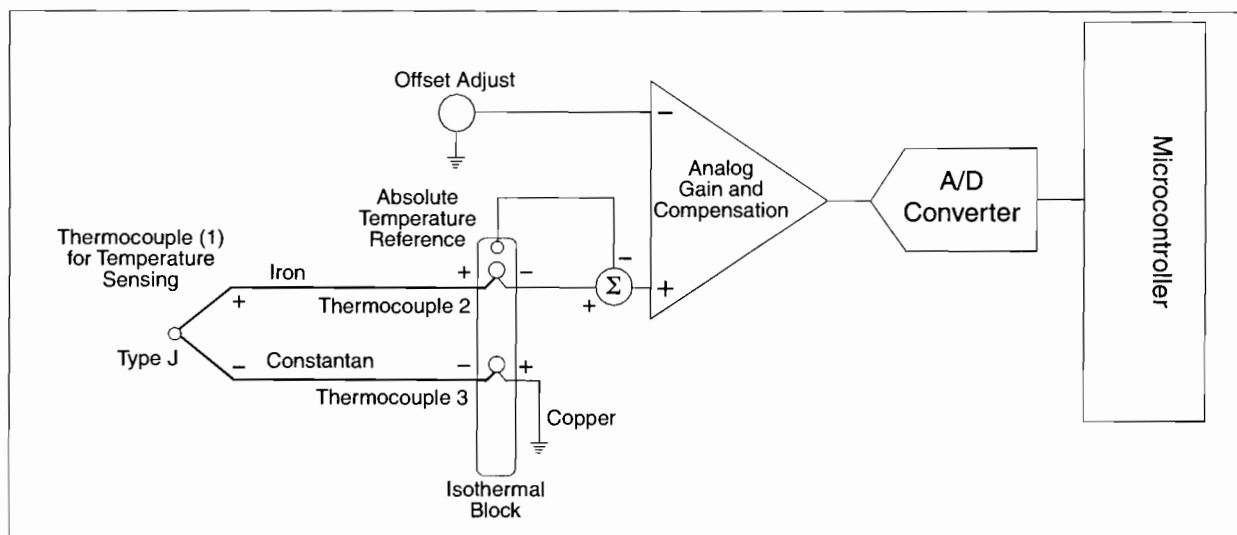 Offset Adjust
−
Analog
Gain and
Compensation
+
A/D
Converter
Microcontroller
Absolute
Temperature
Reference
−
Σ
+
Thermocouple (1)
for Temperature
Sensing
Iron
+
+
−
Thermocouple 2
Type J
−
Constantan
−
+
Thermocouple 3
Copper
Isothermal
Block